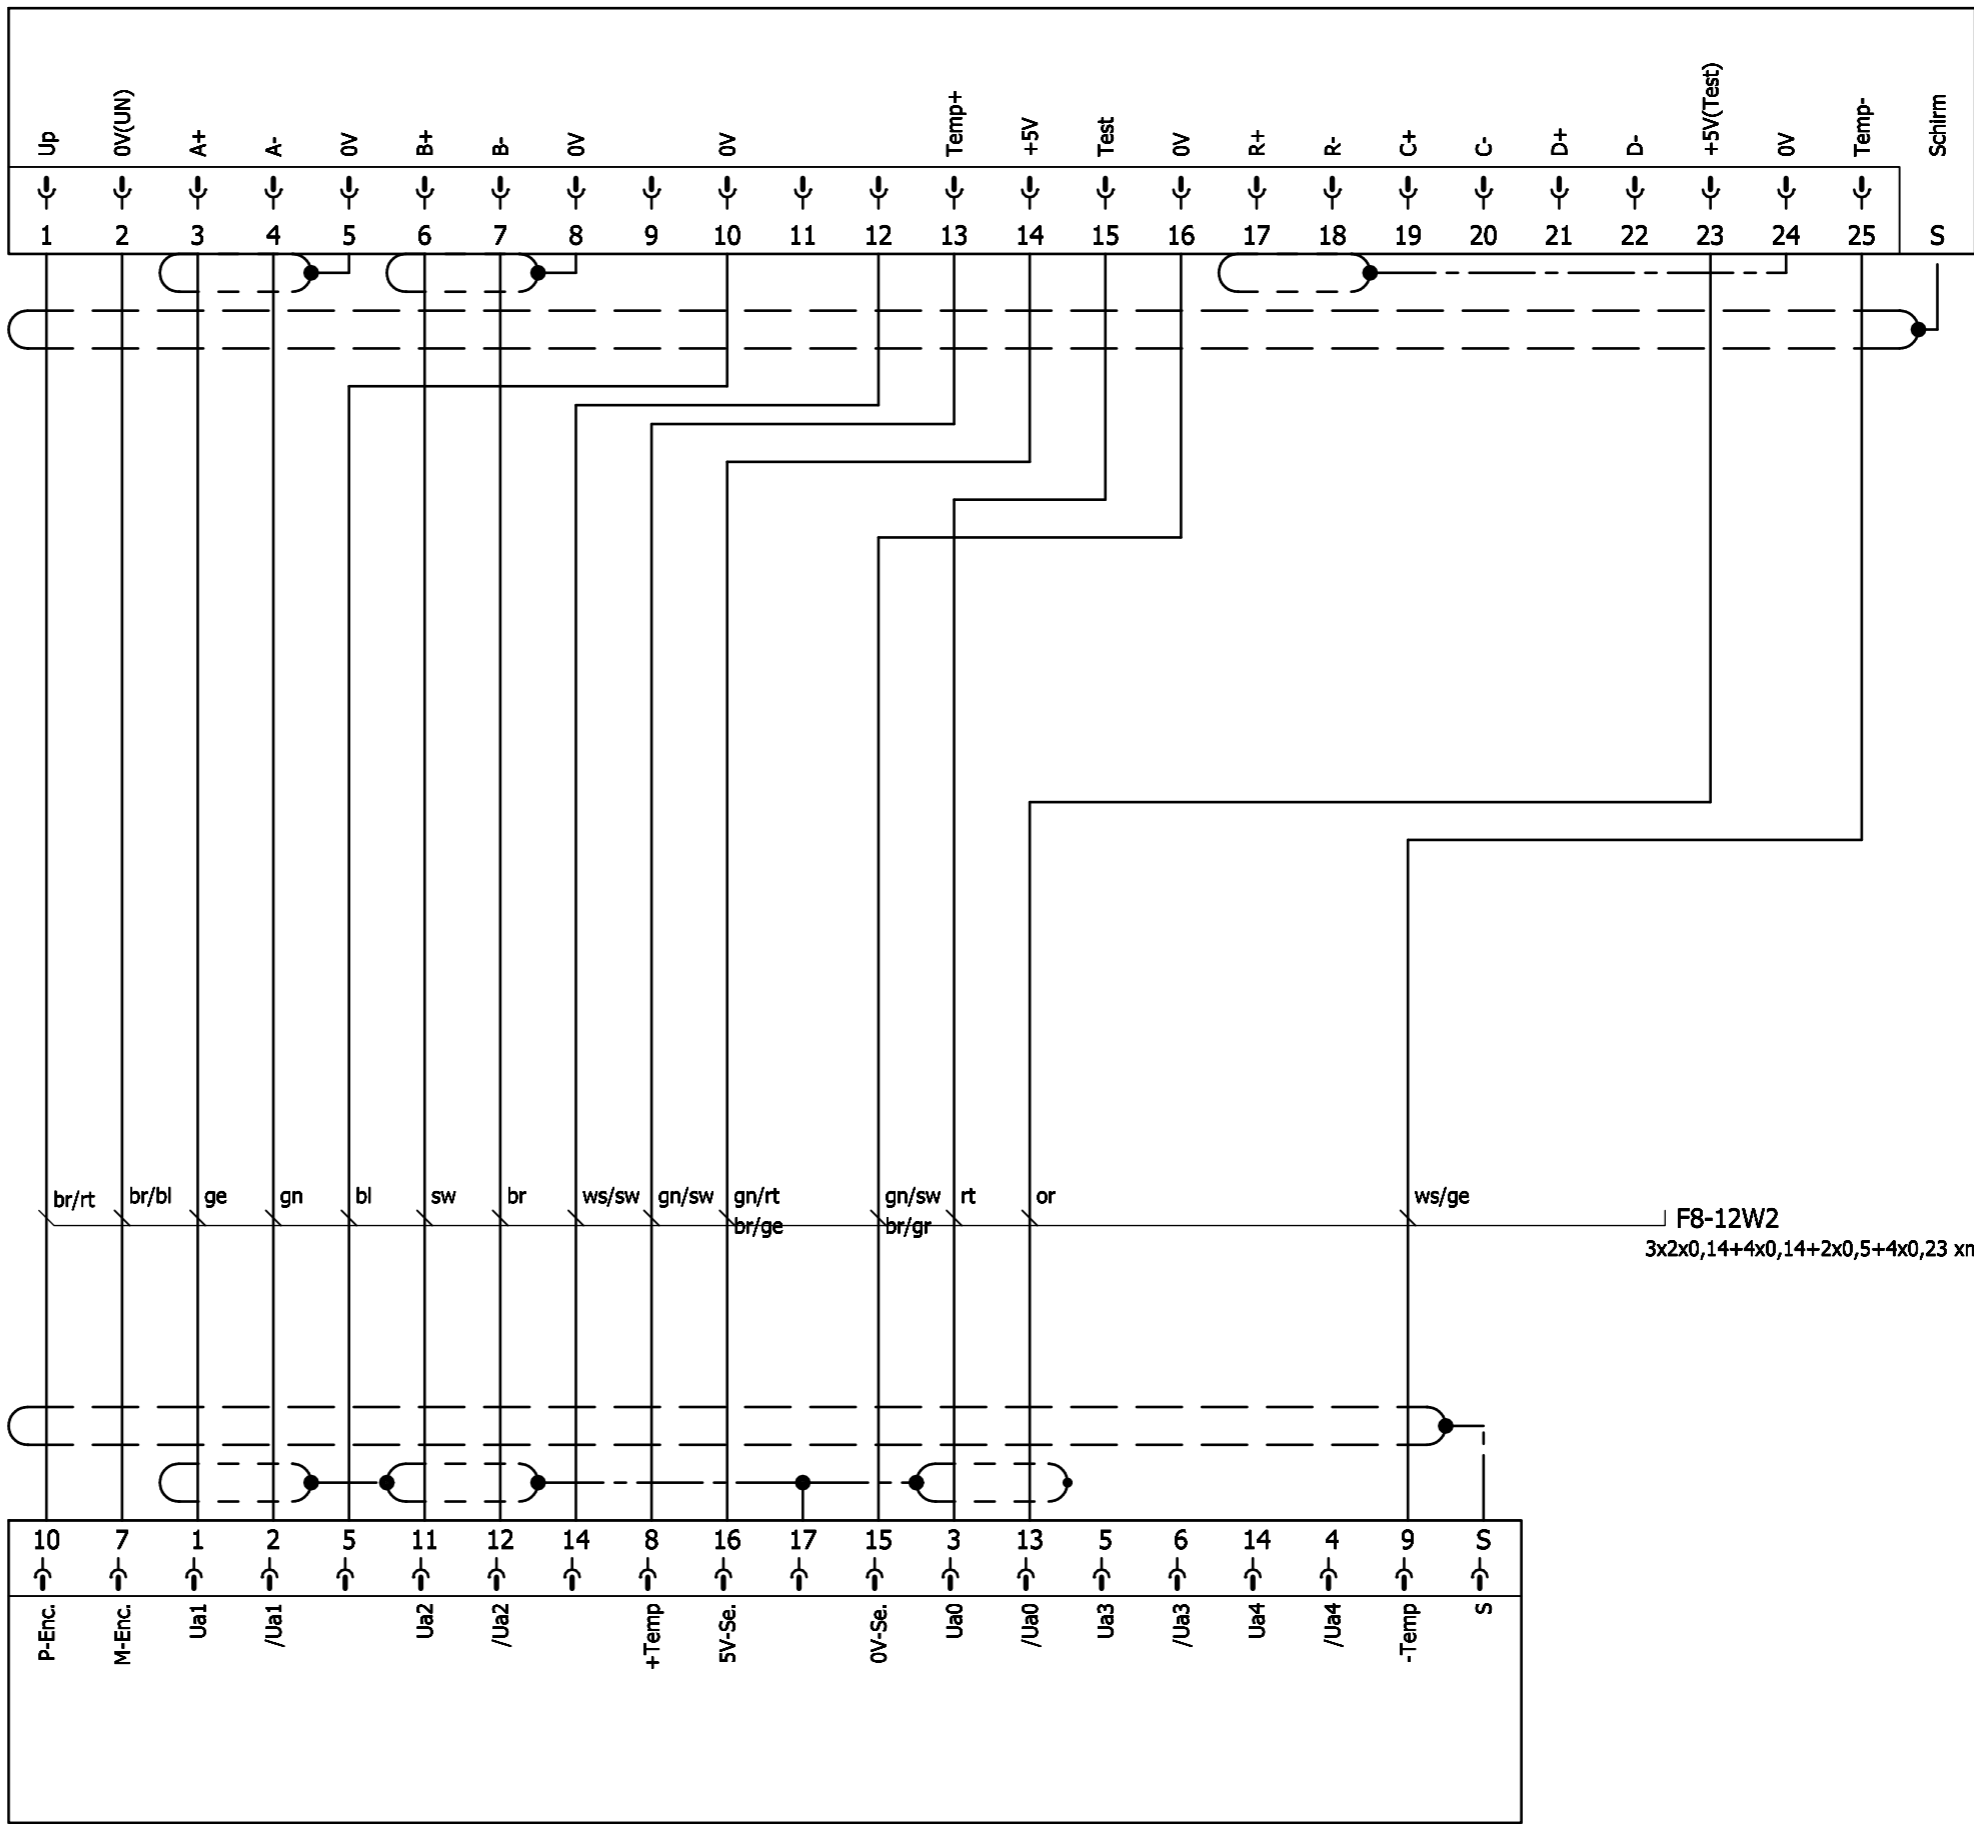 Up 0V(UN) A+ A- 0V B+ B- 0V 0V Temp+ +5V Test 0V R+ R- C+ C- D+ D- +5V(Test) 0V Temp- Schirm
1 2 3 4 5 6 7 8 9 10 11 12 13 14 15 16 17 18 19 20 21 22 23 24 25 S
br/rt br/bl ge gn bl sw br ws/sw gn/sw gn/rt gn/sw rt or ws/ge
br/ge br/gr F8-12W2
3x2x0,14+4x0,14+2x0,5+4x0,23
10 7 1 2 5 11 12 14 8 16 17 15 3 13 5 6 14 4 9 S
P-Enc. M-Enc. Ua1 /Ua1 Ua2 /Ua2 +Temp 5V-Se. 0V-Se. Ua0 /Ua0 Ua3 /Ua3 Ua4 /Ua4 -Temp S